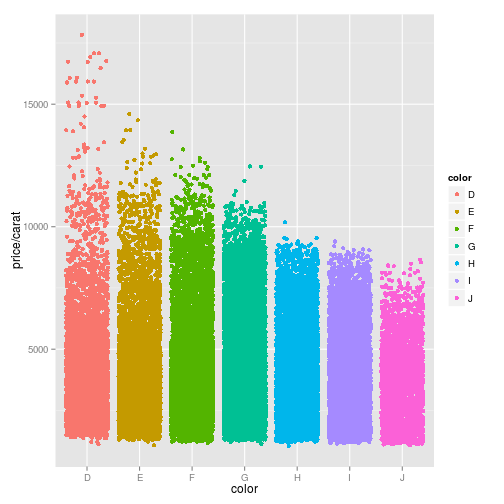 price/carat
15000
10000
5000
D E F G H I J
color
color
D
E
F
G
H
I
J